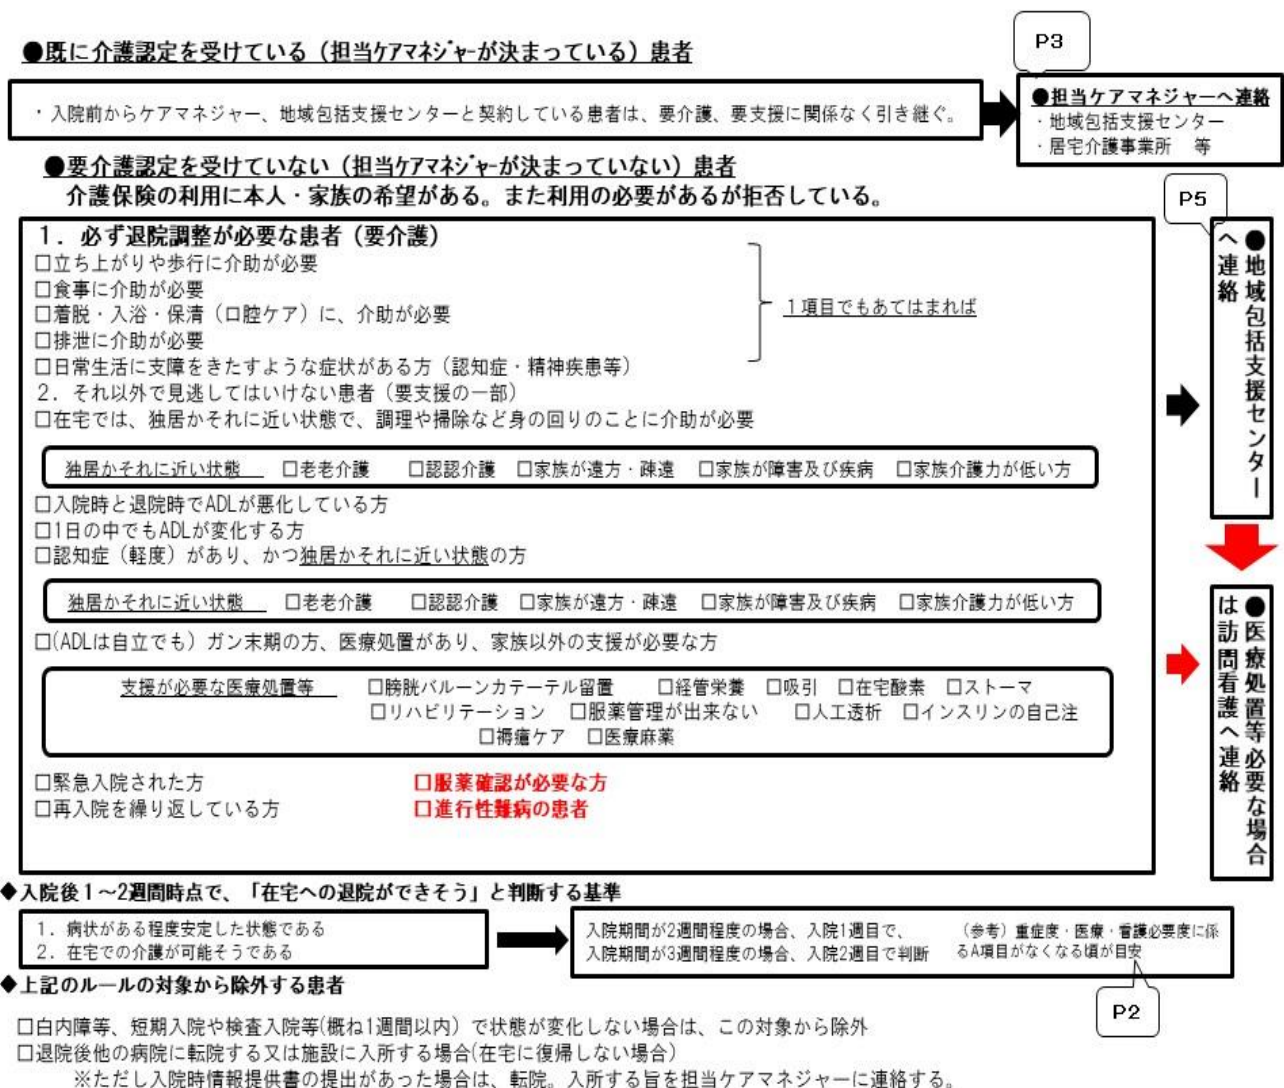 P3
●既に介護認定を受けている（担当ケアマネジャーが決まっている）患者
・入院前からケアマネジャー、地域包括支援センターと契約している患者は、要介護、要支援に関係なく引き継ぐ。
●担当ケアマネジャーへ連絡
・地域包括支援センター
・居宅介護事業所　等
●要介護認定を受けていない（担当ケアマネジャーが決まっていない）患者
介護保険の利用に本人・家族の希望がある。また利用の必要があるが拒否している。
P5
1．必ず退院調整が必要な患者（要介護）
□立ち上がりや歩行に介助が必要
□食事に介助が必要
□着脱・入浴・保清（口腔ケア）に、介助が必要
□排泄に介助が必要
□日常生活に支障をきたすような症状がある方（認知症・精神疾患等）
1項目でもあてはまれば
2．それ以外で見逃してはいけない患者（要支援の一部）
□在宅では、独居かそれに近い状態で、調理や掃除など身の回りのことに介助が必要
独居かそれに近い状態　□老老介護　□認認介護　□家族が遠方・疎遠　□家族が障害及び疾病　□家族介護力が低い方
□入院時と退院時でADLが悪化している方
□1日の中でもADLが変化する方
□認知症（軽度）があり、かつ独居かそれに近い状態の方
独居かそれに近い状態　□老老介護　□認認介護　□家族が遠方・疎遠　□家族が障害及び疾病　□家族介護力が低い方
□(ADLは自立でも）ガン末期の方、医療処置があり、家族以外の支援が必要な方
支援が必要な医療処置等　□膀胱バルーンカテーテル留置　□経管栄養　□吸引　□在宅酸素　□ストーマ
□リハビリテーション　□服薬管理が出来ない　□人工透析　□インスリンの自己注
□褥瘡ケア　□医療麻薬
□緊急入院された方　□服薬確認が必要な方
□再入院を繰り返している方　□進行性難病の患者
●地域包括支援センター
へ連絡
●医療処置等必要な場合
は訪問看護へ連絡
◆入院後1～2週間時点で、「在宅への退院ができそう」と判断する基準
1．病状がある程度安定した状態である
2．在宅での介護が可能そうである
入院期間が2週間程度の場合、入院1週目で、
入院期間が3週間程度の場合、入院2週目で判断
（参考）重症度・医療・看護必要度に係
るA項目がなくなる頃が目安
P2
◆上記のルールの対象から除外する患者
□白内障等、短期入院や検査入院等(概ね1週間以内）で状態が変化しない場合は、この対象から除外
□退院後他の病院に転院する又は施設に入所する場合(在宅に復帰しない場合）
※ただし入院時情報提供書の提出があった場合は、転院。入所する旨を担当ケアマネジャーに連絡する。